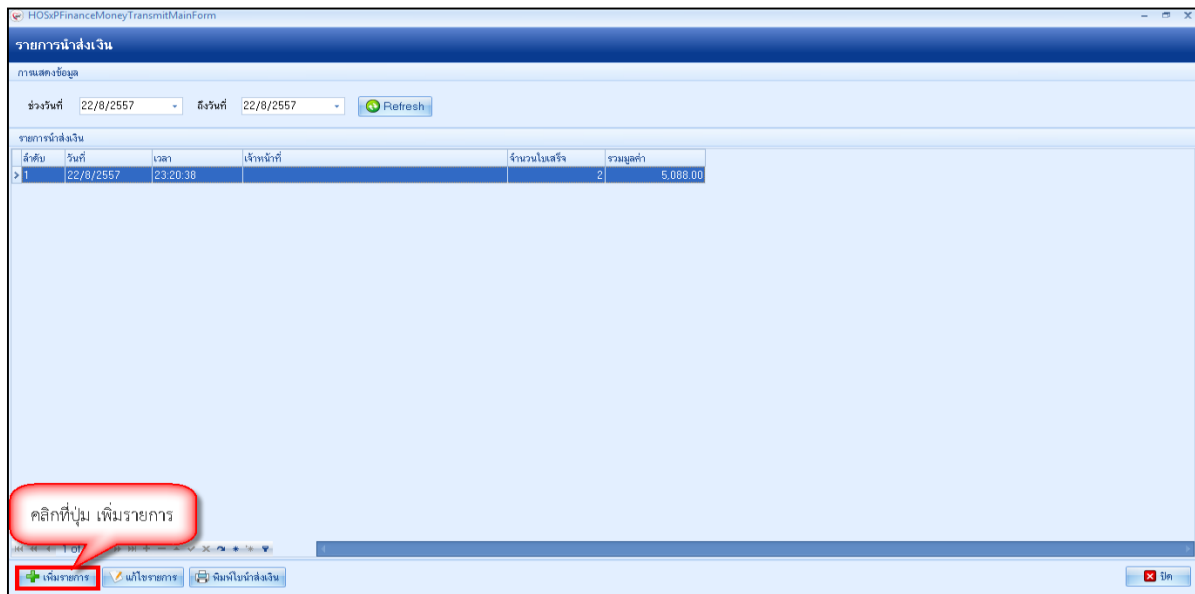 HOSxPFinanceMoneyTransmitMainForm
รายการนำส่งเงิน
การแสดงข้อมูล
ช่วงวันที่ 22/8/2557 ถึงวันที่ 22/8/2557 Refresh
รายการนำส่งเงิน
ลำดับ วันที่ เวลา เจ้าหน้าที่ จำนวนใบเสร็จ รวมมูลค่า
1 22/8/2557 23:20:38 2 5,088.00
คลิกที่ปุ่ม เพิ่มรายการ
1 of
เพิ่มรายการ แก้ไขรายการ พิมพ์ใบนำส่งเงิน ปิด